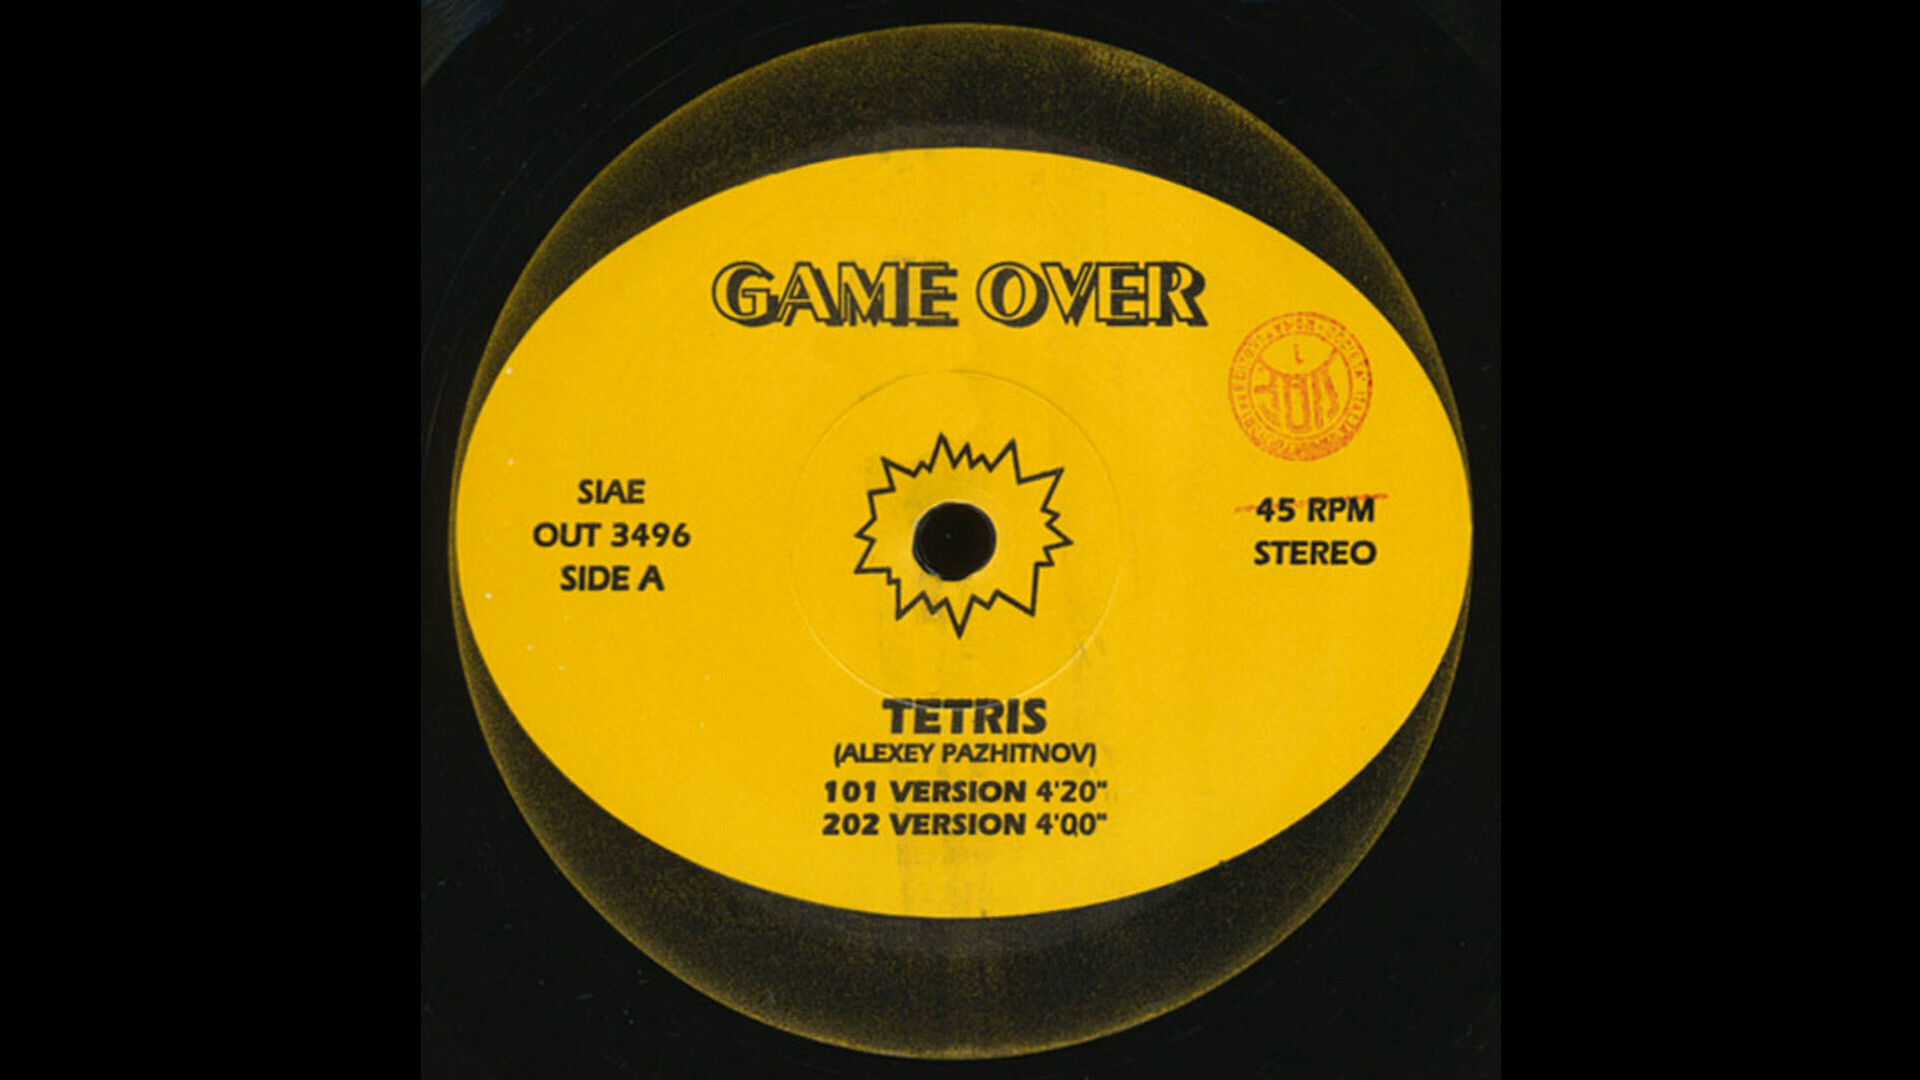 GAME OVER
SIAE
OUT 3496
SIDE A
45 RPM
STEREO
TETRIS
(ALEXEY PAZHITNOV)
101 VERSION 4'20"
202 VERSION 4'00"